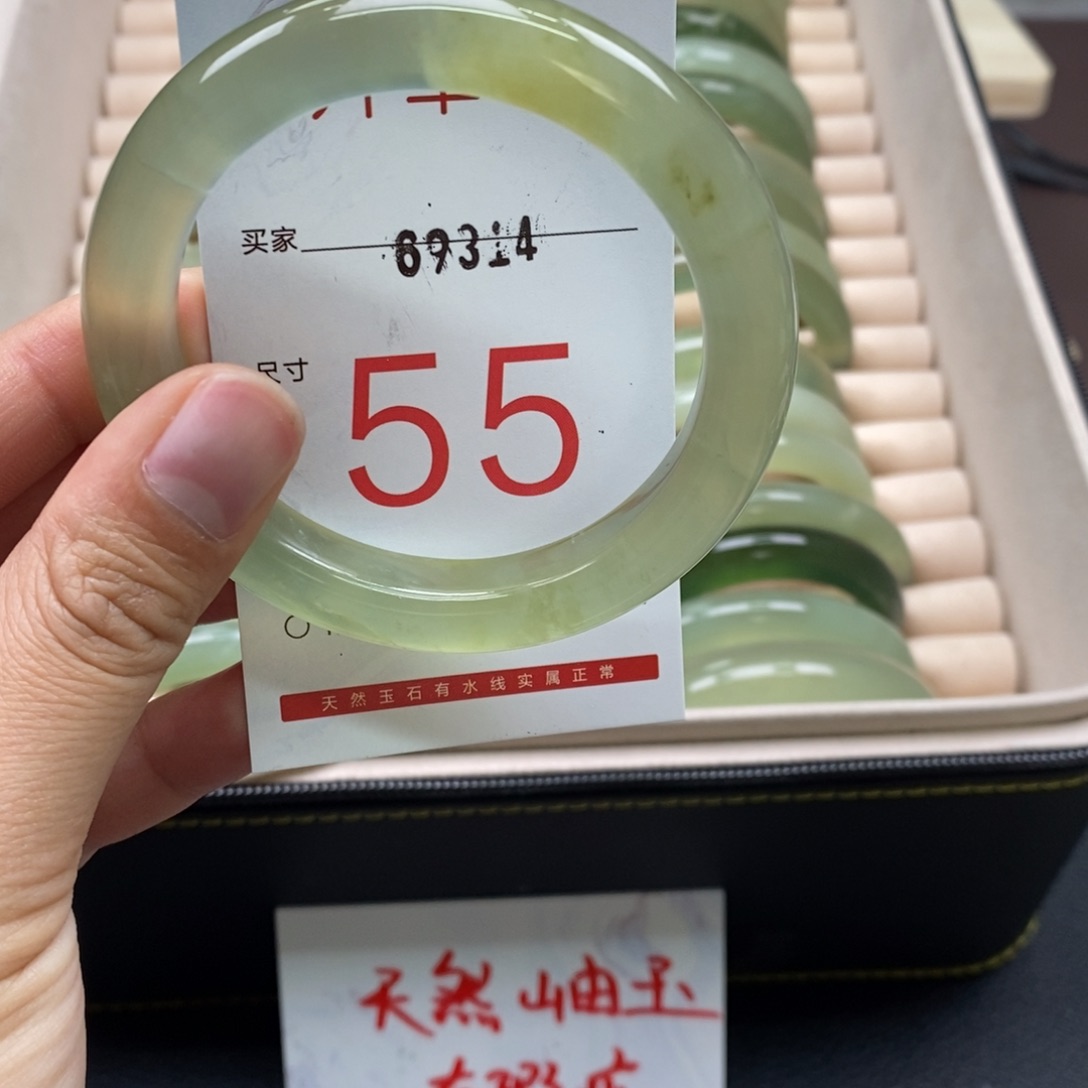 买家 69314
尺寸 55
天然玉石有水线实属正常
天然岫玉